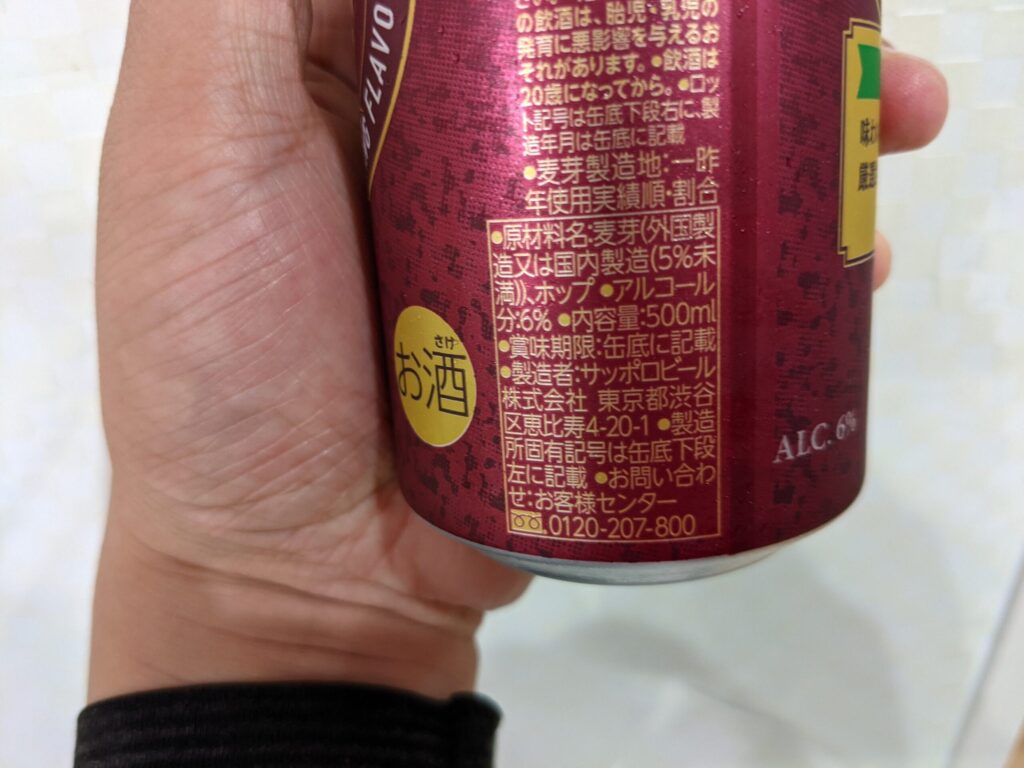 FLAVO
の飲酒は、胎児・乳児の
発育に悪影響を与えるお
それがあります。●飲酒は
20歳になってから。●ロッ
ト記号は缶底下段右に、製
造年月は缶底に記載
●麦芽製造地:一昨
年使用実績順・割合
●原材料名:麦芽(外国製
造又は国内製造(5%未
満))、ホップ ●アルコール
分:6% ●内容量:500ml
●賞味期限:缶底に記載
●製造者:サッポロビール
株式会社 東京都渋谷
区恵比寿4-20-1 ●製造
所固有記号は缶底下段
左に記載 ●お問い合わ
せ:お客様センター
0120-207-800
さけ
お酒
味わ
厳選
ALC. 6%